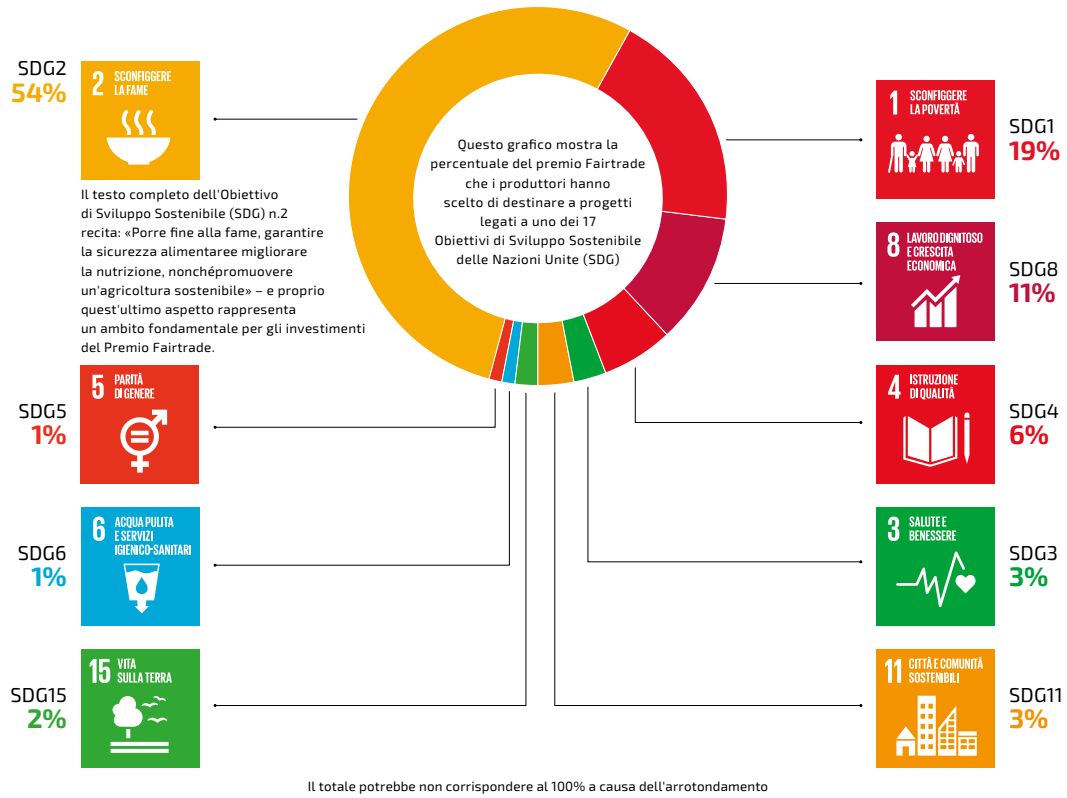 SDG2
54%
2 SCONFIGGERE
LA FAME
Il testo completo dell'Obiettivo
di Sviluppo Sostenibile (SDG) n.2
recita: «Porre fine alla fame, garantire
la sicurezza alimentaree migliorare
la nutrizione, nonchépromuovere
un'agricoltura sostenibile» – e proprio
quest'ultimo aspetto rappresenta
un ambito fondamentale per gli investimenti
del Premio Fairtrade.
SDG5
1%
5 PARITÀ
DI GENERE
SDG6
1%
6 ACQUA PULITA
E SERVIZI
IGIENICO-SANITARI
SDG15
2%
15 VITA
SULLA TERRA
Questo grafico mostra la
percentuale del premio Fairtrade
che i produttori hanno
scelto di destinare a progetti
legati a uno dei 17
Obiettivi di Sviluppo Sostenibile
delle Nazioni Unite (SDG)
1 SCONFIGGERE
LA POVERTÀ
SDG1
19%
8 LAVORO DIGNITOSO
E CRESCITA
ECONOMICA
SDG8
11%
4 ISTRUZIONE
DI QUALITÀ
SDG4
6%
3 SALUTE E
BENESSERE
SDG3
3%
11 CITTÀ E COMUNITÀ
SOSTENIBILI
SDG11
3%
Il totale potrebbe non corrispondere al 100% a causa dell'arrotondamento